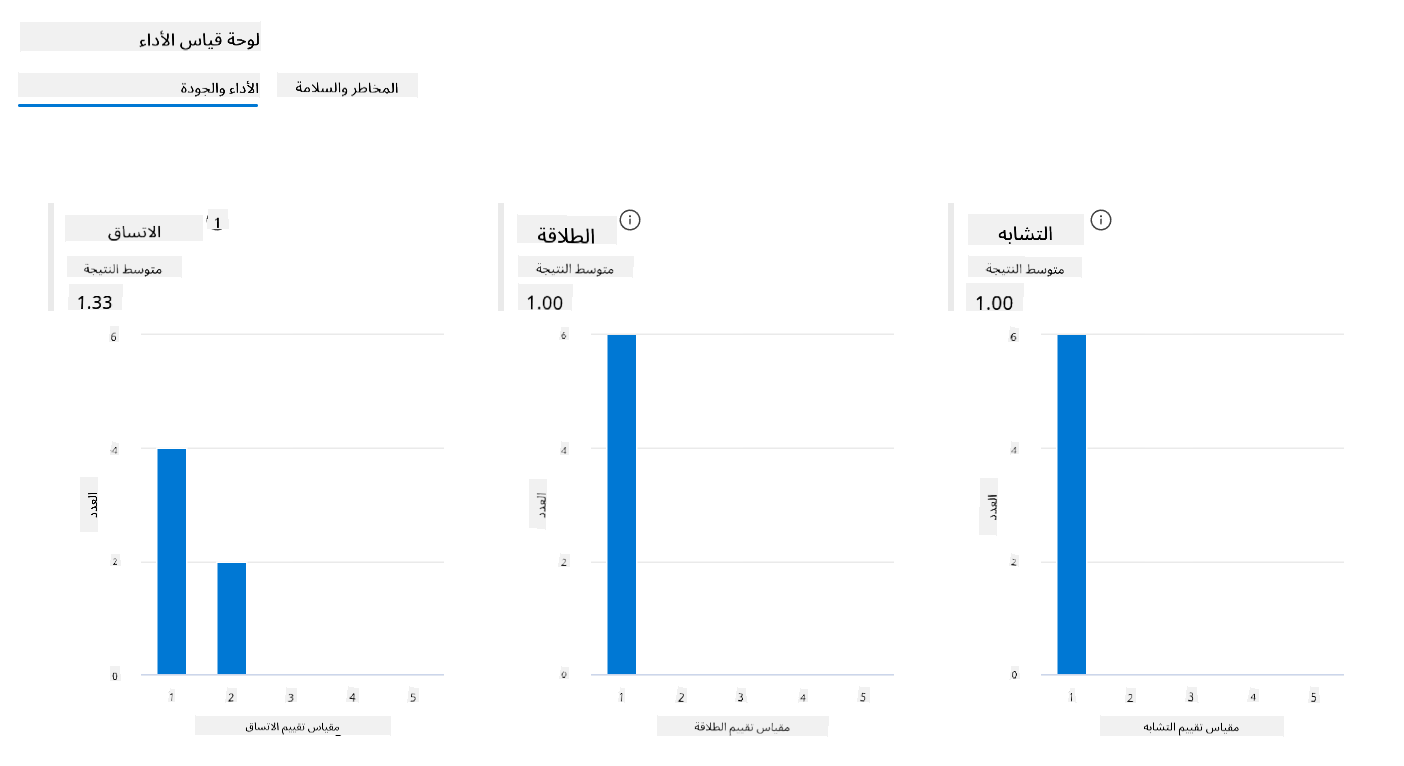 لوحة قياس الأداء
الأداء والجودة
المخاطر والسلامة
الاتساق
1
متوسط النتيجة
1.33
6
4
2
0
العدد
1 2 3 4 5
مقياس تقييم الاتساق
الطلاقة
متوسط النتيجة
1.00
6
4
2
0
العدد
1 2 3 4 5
مقياس تقييم الطلاقة
التشابه
متوسط النتيجة
1.00
6
4
2
0
العدد
1 2 3 4 5
مقياس تقييم التشابه